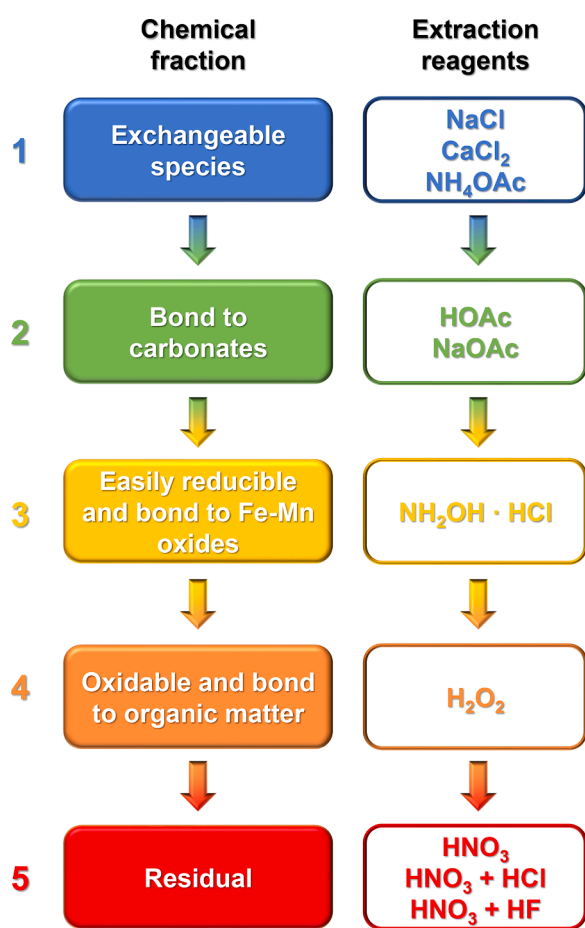 Chemical
fraction
Extraction
reagents
1
Exchangeable
species
NaCl
CaCl₂
NH₄OAc
2
Bond to
carbonates
HOAc
NaOAc
3
Easily reducible
and bond to Fe-Mn
oxides
NH₂OH · HCl
4
Oxidable and bond
to organic matter
H₂O₂
5
Residual
HNO₃
HNO₃ + HCl
HNO₃ + HF